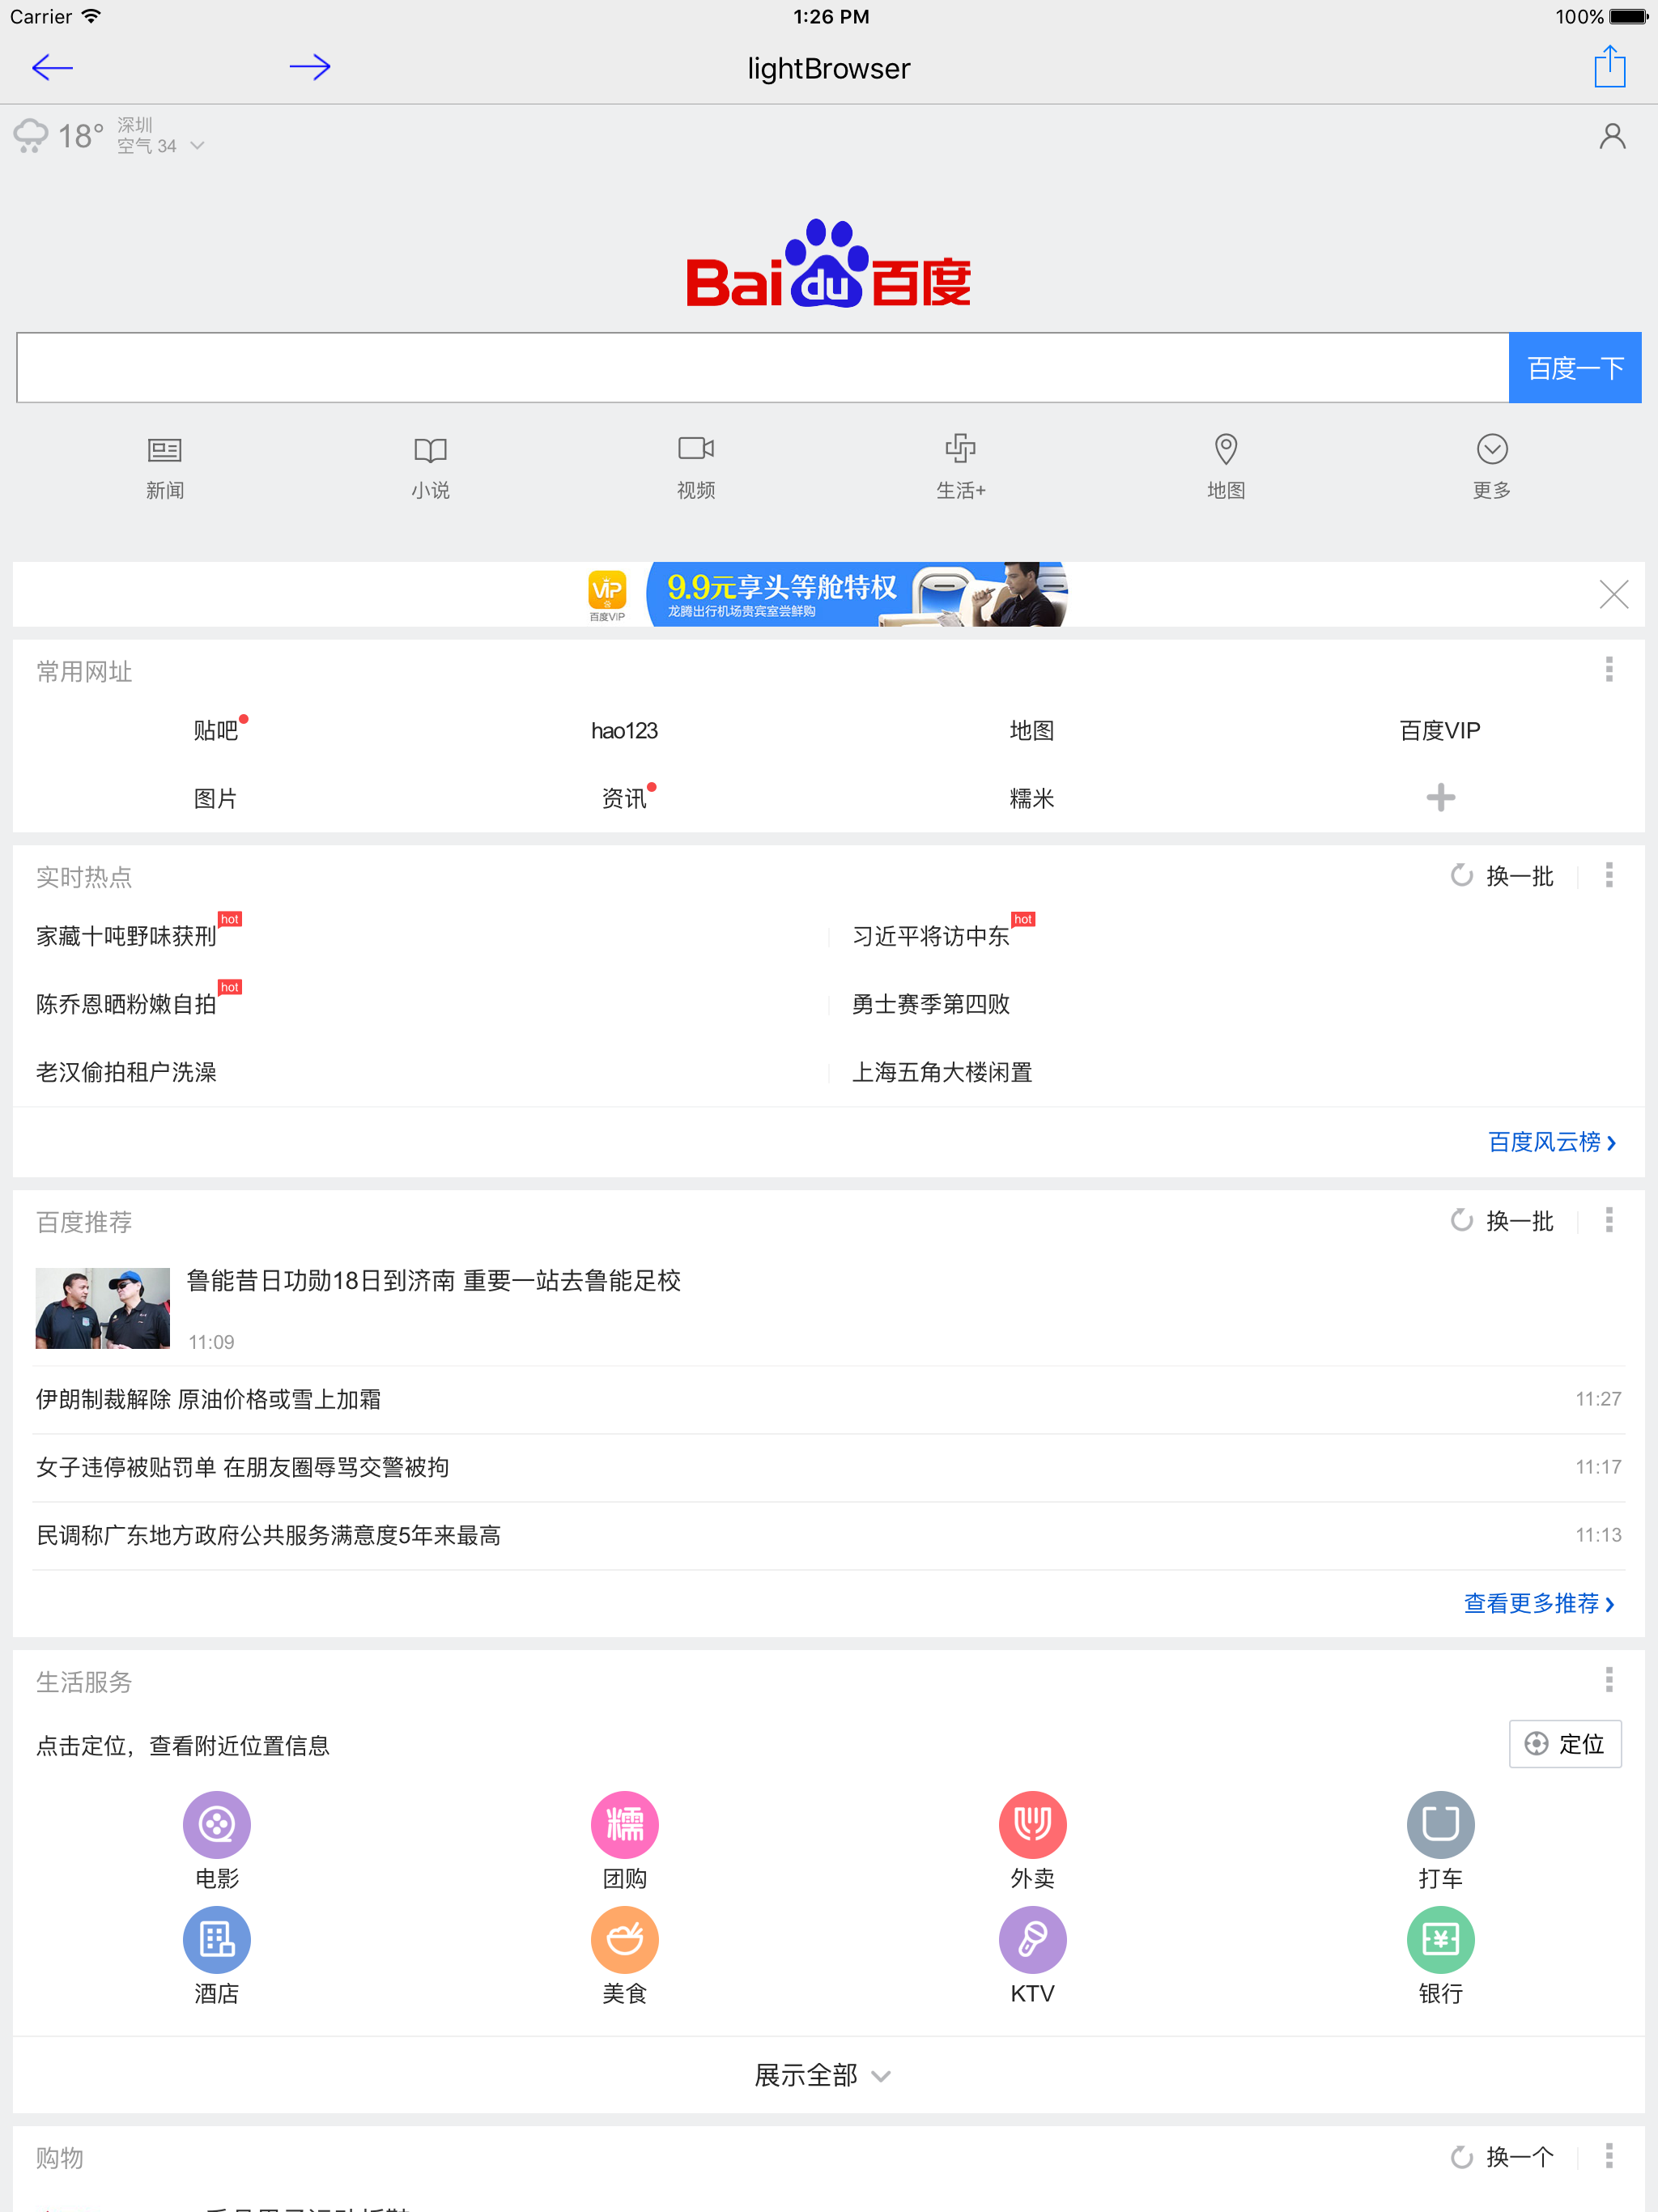 Carrier 1:26 PM 100%
lightBrowser
18° 深圳
空气 34
Bai du 百度
百度一下
新闻 小说 视频 生活+ 地图 更多
VIP 9.9元享头等舱特权
百度VIP 龙腾出行机场贵宾室尝鲜购
常用网址
贴吧 hao123 地图 百度VIP
图片 资讯 糯米
实时热点 换一批
家藏十吨野味获刑 hot 习近平将访中东 hot
陈乔恩晒粉嫩自拍 hot 勇士赛季第四败
老汉偷拍租户洗澡 上海五角大楼闲置
百度风云榜
百度推荐 换一批
鲁能昔日功勋18日到济南 重要一站去鲁能足校
11:09
伊朗制裁解除 原油价格或雪上加霜 11:27
女子违停被贴罚单 在朋友圈辱骂交警被拘 11:17
民调称广东地方政府公共服务满意度5年来最高 11:13
查看更多推荐
生活服务
点击定位，查看附近位置信息 定位
糯
电影 团购 外卖 打车
¥
酒店 美食 KTV 银行
展示全部
购物 换一个